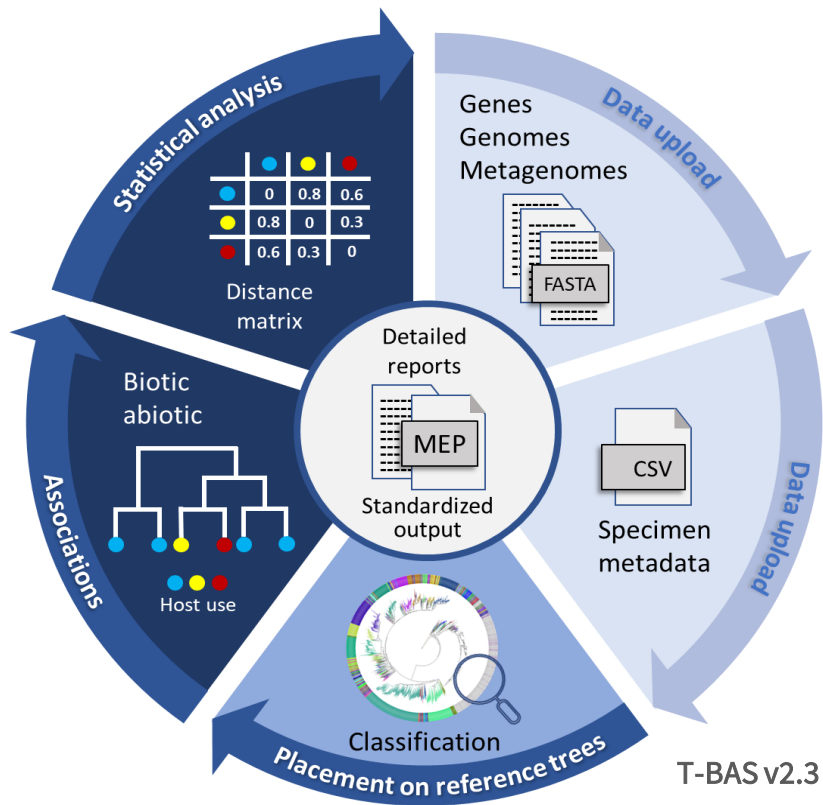 Data upload
Genes
Genomes
Metagenomes
FASTA
Data upload
CSV
Specimen
metadata
Placement on reference trees
Classification
Associations
Biotic
abiotic
Host use
Statistical analysis
0 0.8 0.6
0.8 0 0.3
0.6 0.3 0
Distance
matrix
Detailed
reports
MEP
Standardized
output
T-BAS v2.3